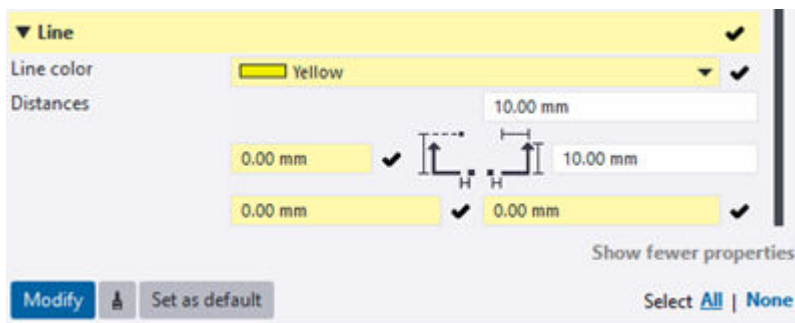 Line
Line color Yellow
Distances 10.00 mm
0.00 mm 10.00 mm
0.00 mm 0.00 mm
Show fewer properties
Modify Set as default Select All | None